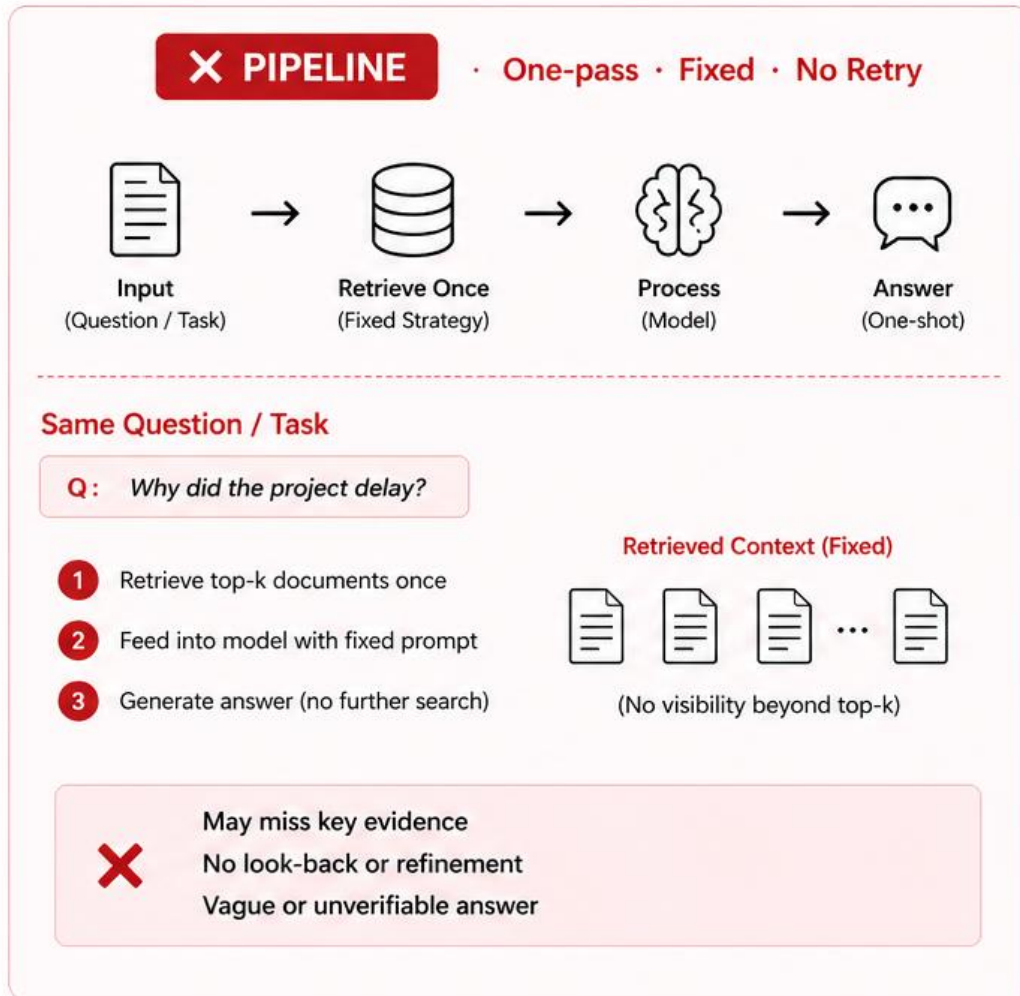 ✕ PIPELINE · One-pass · Fixed · No Retry
Input
(Question / Task)
Retrieve Once
(Fixed Strategy)
Process
(Model)
Answer
(One-shot)
Same Question / Task
Q: Why did the project delay?
1 Retrieve top-k documents once
2 Feed into model with fixed prompt
3 Generate answer (no further search)
Retrieved Context (Fixed)
...
(No visibility beyond top-k)
May miss key evidence
No look-back or refinement
Vague or unverifiable answer